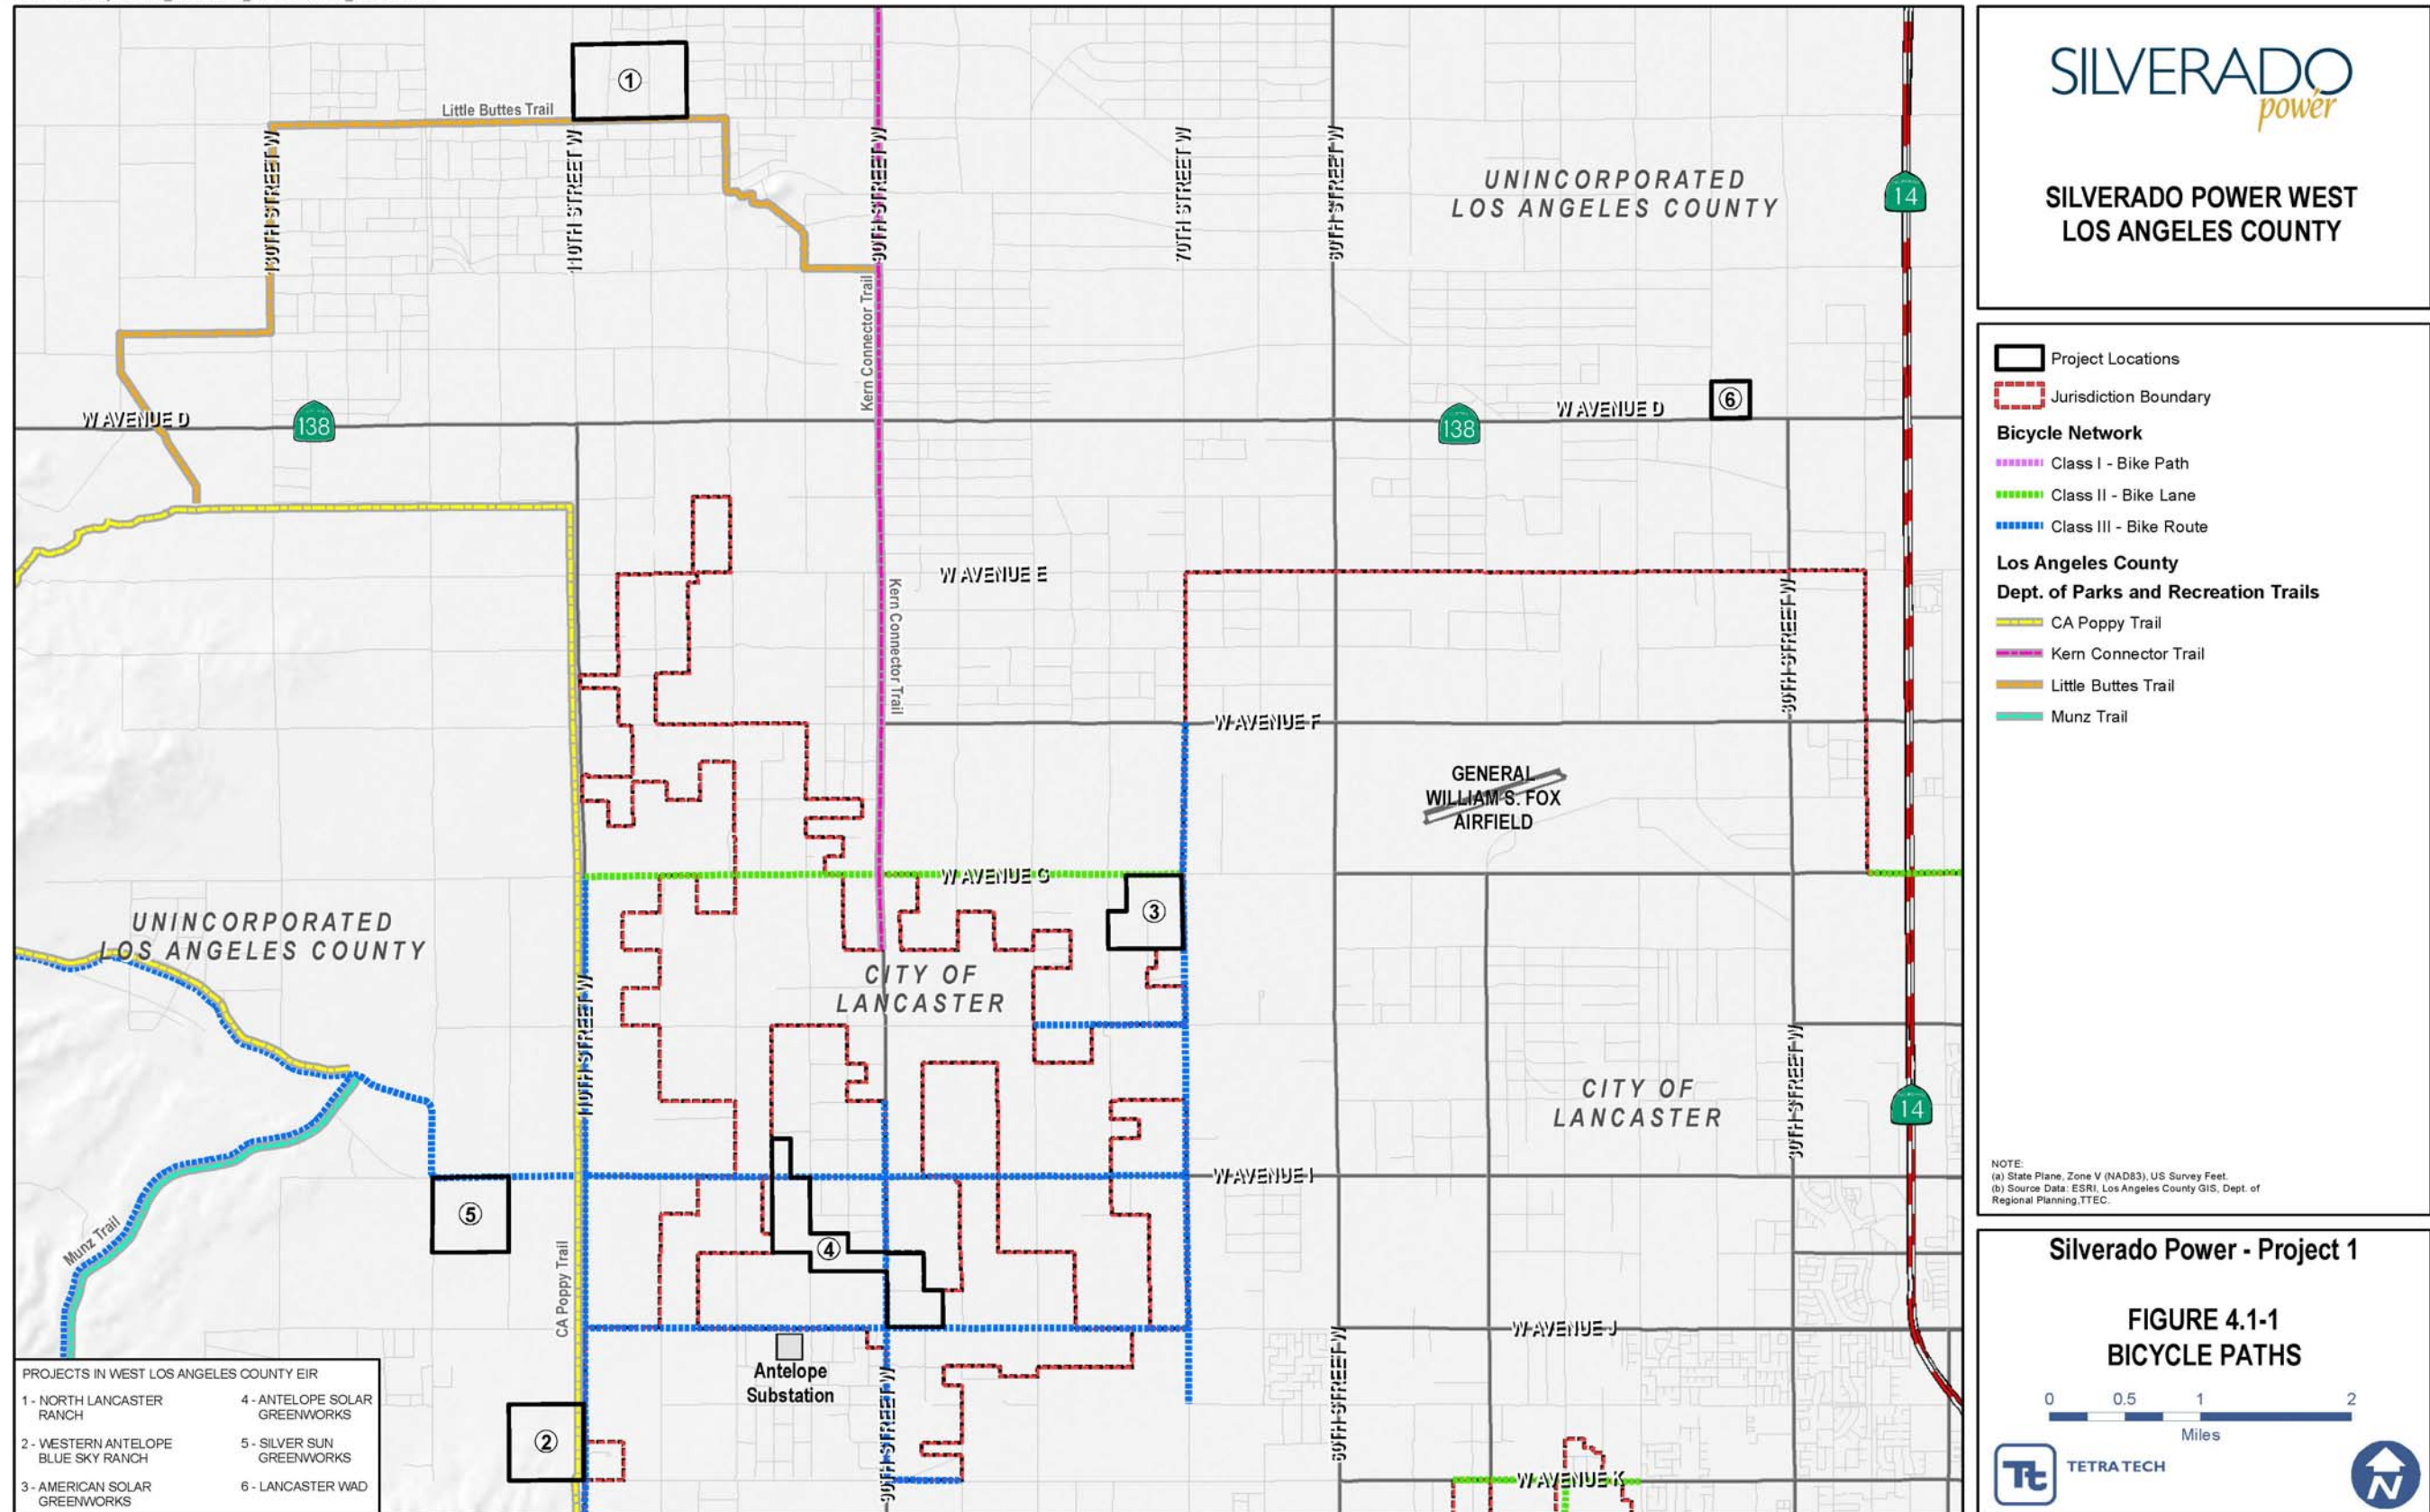 1
Little Buttes Trail
110TH STREET W
90TH STREET W
70TH STREET W
UNINCORPORATED
LOS ANGELES COUNTY
14
Kern Connector Trail
W AVENUE D
138
138
W AVENUE D
6
W AVENUE E
Kern Connector Trail
30TH STREET W
W AVENUE F
GENERAL
WILLIAM S. FOX
AIRFIELD
W AVENUE G
3
UNINCORPORATED
LOS ANGELES COUNTY
CITY OF
LANCASTER
110TH STREET W
CITY OF
LANCASTER
30TH STREET W
14
W AVENUE I
5
4
Munz Trail
CA Poppy Trail
W AVENUE J
Antelope
Substation
90TH STREET W
60TH STREET W
2
W AVENUE K
PROJECTS IN WEST LOS ANGELES COUNTY EIR
1 - NORTH LANCASTER
RANCH
2 - WESTERN ANTELOPE
BLUE SKY RANCH
3 - AMERICAN SOLAR
GREENWORKS
4 - ANTELOPE SOLAR
GREENWORKS
5 - SILVER SUN
GREENWORKS
6 - LANCASTER WAD
SILVERADO
power
SILVERADO POWER WEST
LOS ANGELES COUNTY
Project Locations
Jurisdiction Boundary
Bicycle Network
Class I - Bike Path
Class II - Bike Lane
Class III - Bike Route
Los Angeles County
Dept. of Parks and Recreation Trails
CA Poppy Trail
Kern Connector Trail
Little Buttes Trail
Munz Trail
NOTE:
(a) State Plane, Zone V (NAD83), US Survey Feet.
(b) Source Data: ESRI, Los Angeles County GIS, Dept. of
Regional Planning,TTEC.
Silverado Power - Project 1
FIGURE 4.1-1
BICYCLE PATHS
0 0.5 1 2
Miles
Tt
TETRA TECH
N